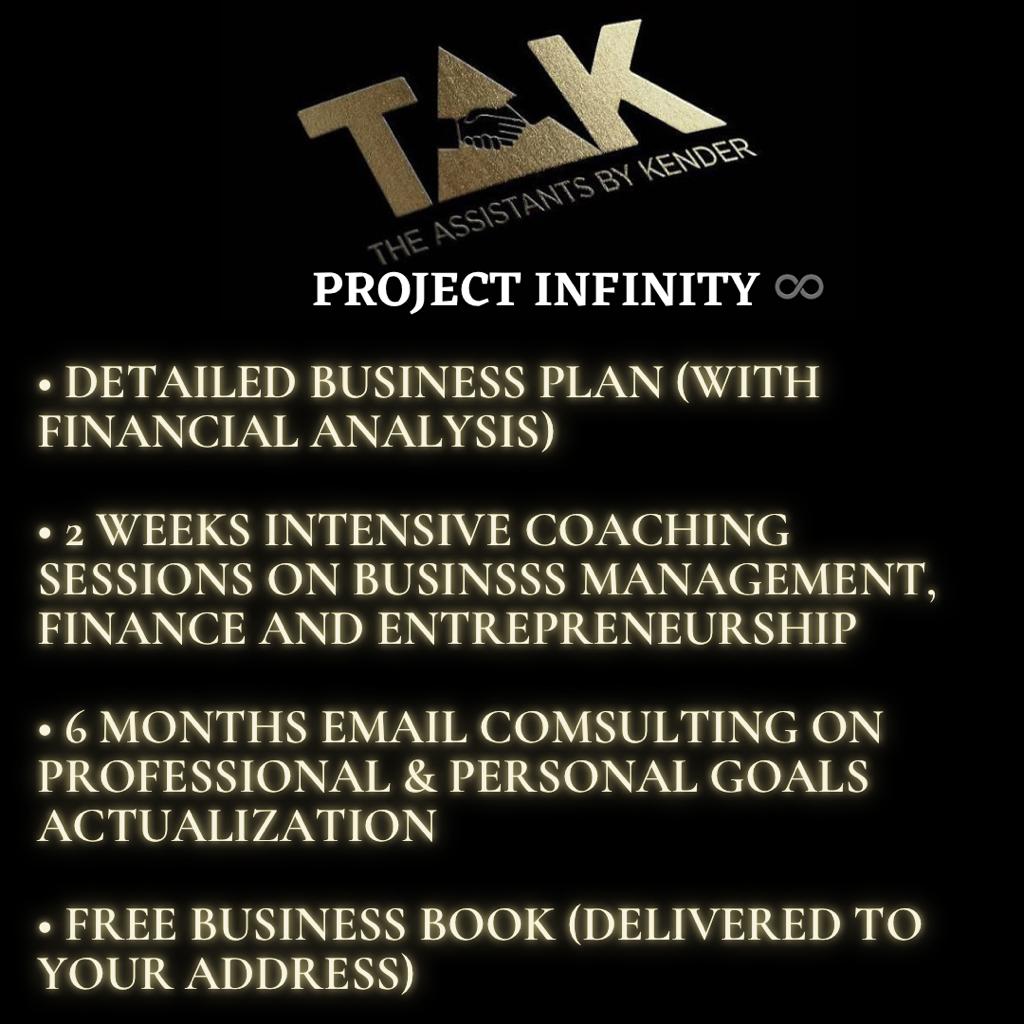 TAK
THE ASSISTANTS BY KENDER
PROJECT INFINITY ∞
• DETAILED BUSINESS PLAN (WITH
FINANCIAL ANALYSIS)
• 2 WEEKS INTENSIVE COACHING
SESSIONS ON BUSINSSS MANAGEMENT,
FINANCE AND ENTREPRENEURSHIP
• 6 MONTHS EMAIL COMSULTING ON
PROFESSIONAL & PERSONAL GOALS
ACTUALIZATION
• FREE BUSINESS BOOK (DELIVERED TO
YOUR ADDRESS)